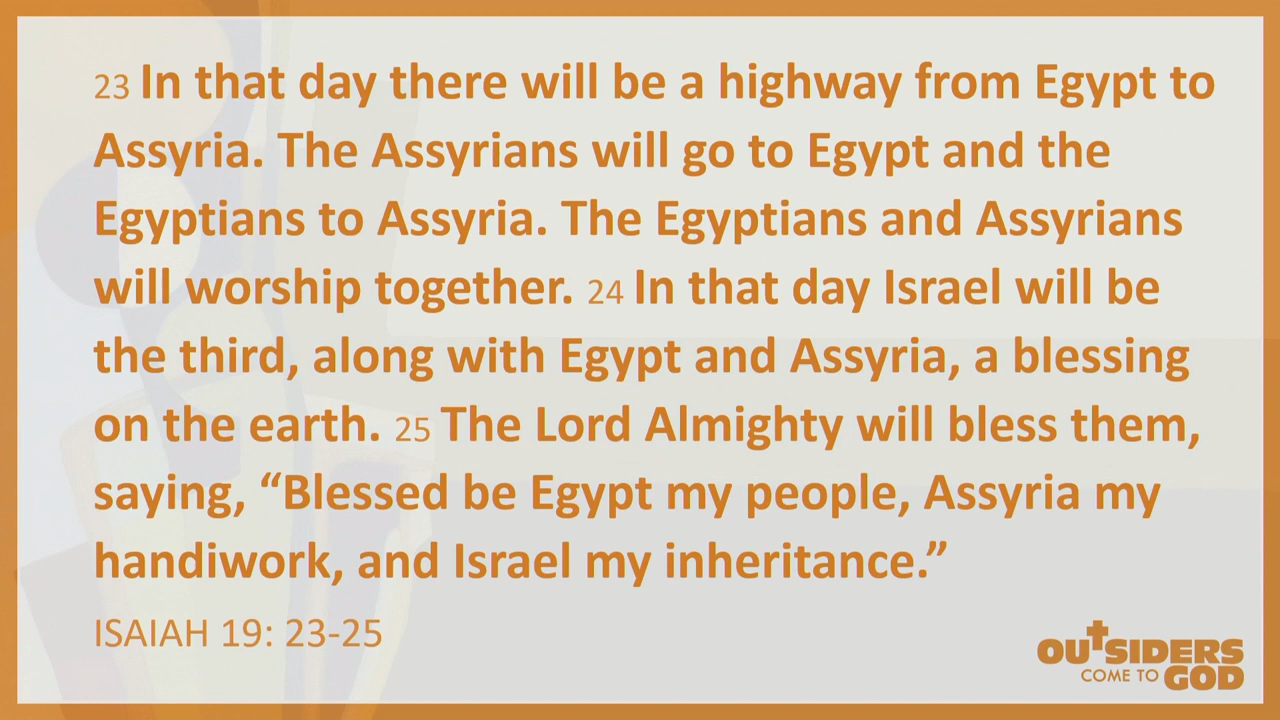 23 In that day there will be a highway from Egypt to
Assyria. The Assyrians will go to Egypt and the
Egyptians to Assyria. The Egyptians and Assyrians
will worship together. 24 In that day Israel will be
the third, along with Egypt and Assyria, a blessing
on the earth. 25 The Lord Almighty will bless them,
saying, “Blessed be Egypt my people, Assyria my
handiwork, and Israel my inheritance.”
ISAIAH 19: 23-25
OUTSIDERS
COME TO GOD